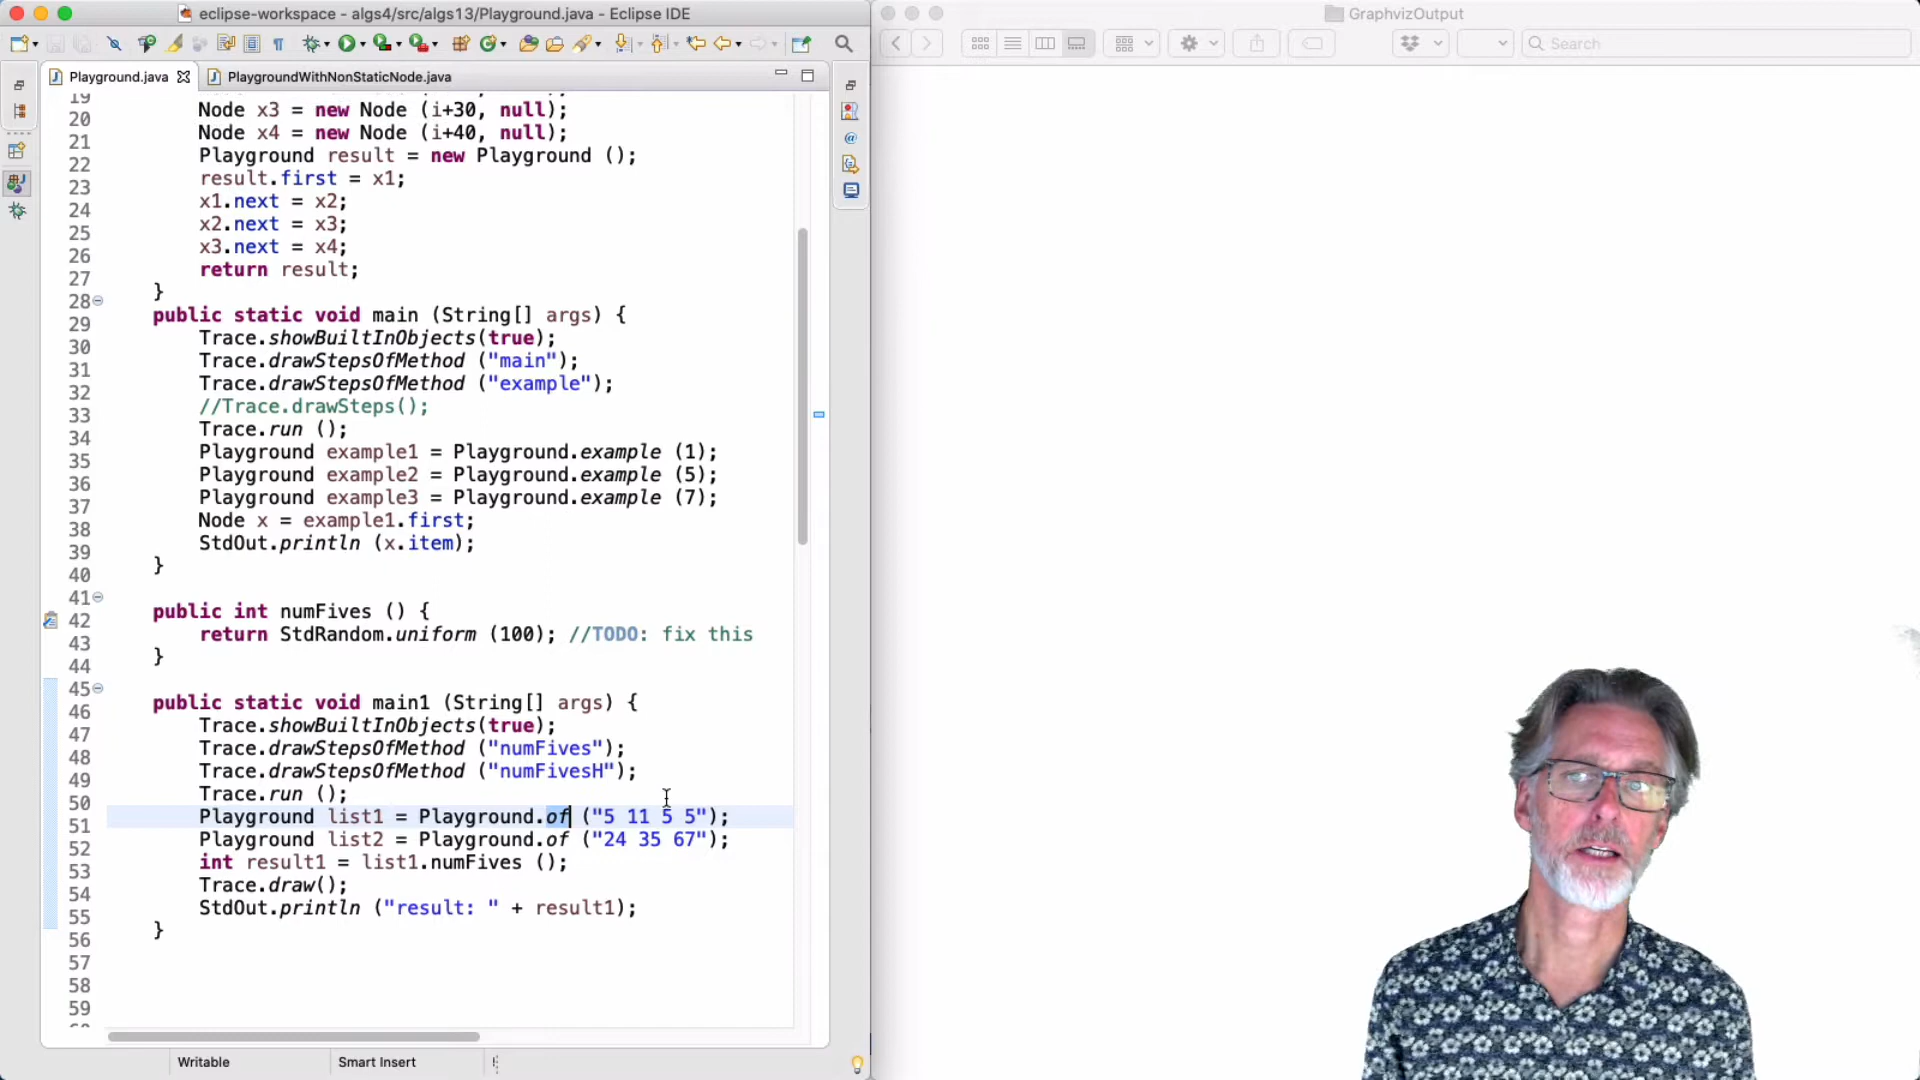 eclipse-workspace - algs4/src/algs13/Playground.java - Eclipse IDE
GraphvizOutput
Search
Playground.java
PlaygroundWithNonStaticNode.java
19
20 Node x3 = new Node (i+30, null);
21 Node x4 = new Node (i+40, null);
22 Playground result = new Playground ();
23 result.first = x1;
24 x1.next = x2;
25 x2.next = x3;
26 x3.next = x4;
27 return result;
28 }
29 public static void main (String[] args) {
30 Trace.showBuiltInObjects(true);
31 Trace.drawStepsOfMethod ("main");
32 Trace.drawStepsOfMethod ("example");
33 //Trace.drawSteps();
34 Trace.run ();
35 Playground example1 = Playground.example (1);
36 Playground example2 = Playground.example (5);
37 Playground example3 = Playground.example (7);
38 Node x = example1.first;
39 StdOut.println (x.item);
40 }
41
42 public int numFives () {
43 return StdRandom.uniform (100); //TODO: fix this
44 }
45
46 public static void main1 (String[] args) {
47 Trace.showBuiltInObjects(true);
48 Trace.drawStepsOfMethod ("numFives");
49 Trace.drawStepsOfMethod ("numFivesH");
50 Trace.run ();
51 Playground list1 = Playground.of ("5 11 5 5");
52 Playground list2 = Playground.of ("24 35 67");
53 int result1 = list1.numFives ();
54 Trace.draw();
55 StdOut.println ("result: " + result1);
56 }
57
58
59
Writable
Smart Insert